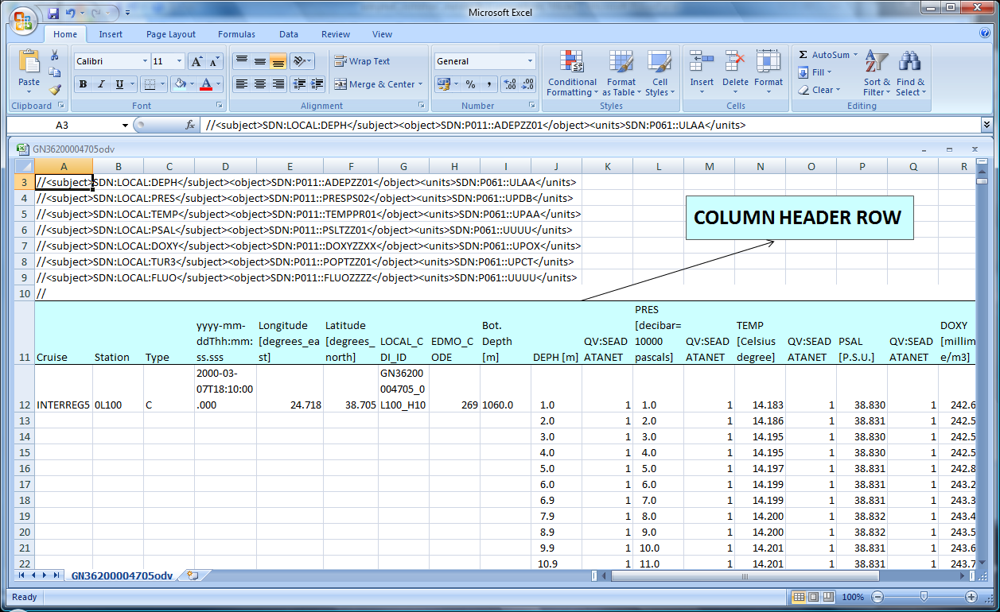 Microsoft Excel
Home Insert Page Layout Formulas Data Review View
Paste
Calibri 11 A A
B I U A
Wrap Text
Merge & Center
General
% ,
Conditional Formatting
Format as Table
Cell Styles
Insert Delete Format
Σ AutoSum
Fill
Clear
Sort & Filter
Find & Select
Clipboard Font Alignment Number Styles Cells Editing
A3 fx //<subject>SDN:LOCAL:DEPH</subject><object>SDN:P011::ADEPZZ01</object><units>SDN:P061::ULAA</units>
GN36200004705odv
A B C D E F G H I J K L M N O P Q R
3 //<subject>SDN:LOCAL:DEPH</subject><object>SDN:P011::ADEPZZ01</object><units>SDN:P061::ULAA</units>
4 //<subject>SDN:LOCAL:PRES</subject><object>SDN:P011::PRESPS02</object><units>SDN:P061::UPDB</units>
5 //<subject>SDN:LOCAL:TEMP</subject><object>SDN:P011::TEMPPR01</object><units>SDN:P061::UPAA</units>
6 //<subject>SDN:LOCAL:PSAL</subject><object>SDN:P011::PSLTZZ01</object><units>SDN:P061::UUUU</units>
7 //<subject>SDN:LOCAL:DOXY</subject><object>SDN:P011::DOXYZZXX</object><units>SDN:P061::UPOX</units>
8 //<subject>SDN:LOCAL:TUR3</subject><object>SDN:P011::POPTZZ01</object><units>SDN:P061::UPCT</units>
9 //<subject>SDN:LOCAL:FLUO</subject><object>SDN:P011::FLUOZZZZ</object><units>SDN:P061::UUUU</units>
10 //
COLUMN HEADER ROW
11 Cruise Station Type yyyy-mm-ddThh:mm:ss.sss Longitude [degrees_east] Latitude [degrees_north] LOCAL_CDI_ID EDMO_CODE Bot. Depth [m] DEPH [m] QV:SEADATANET PRES [decibar=10000 pascals] QV:SEADATANET TEMP [Celsius degree] QV:SEADATANET PSAL [P.S.U.] QV:SEADATANET DOXY [millim e/m3]
12 INTERREG5 0L100 C 2000-03-07T18:10:00.000 24.718 38.705 GN36200004705_0L100_H10 269 1060.0 1.0 1 1.0 1 14.183 1 38.830 1 242.6
13 2.0 1 2.0 1 14.186 1 38.831 1 242.5
14 3.0 1 3.0 1 14.195 1 38.830 1 242.5
15 4.0 1 4.0 1 14.195 1 38.830 1 242.5
16 5.0 1 5.0 1 14.197 1 38.831 1 242.8
17 6.0 1 6.0 1 14.199 1 38.831 1 243.2
18 6.9 1 7.0 1 14.199 1 38.831 1 243.3
19 7.9 1 8.0 1 14.200 1 38.832 1 243.4
20 8.9 1 9.0 1 14.200 1 38.832 1 243.5
21 9.9 1 10.0 1 14.201 1 38.831 1 243.6
22 10.9 1 11.0 1 14.201 1 38.831 1 243.7
GN36200004705odv
Ready 100%